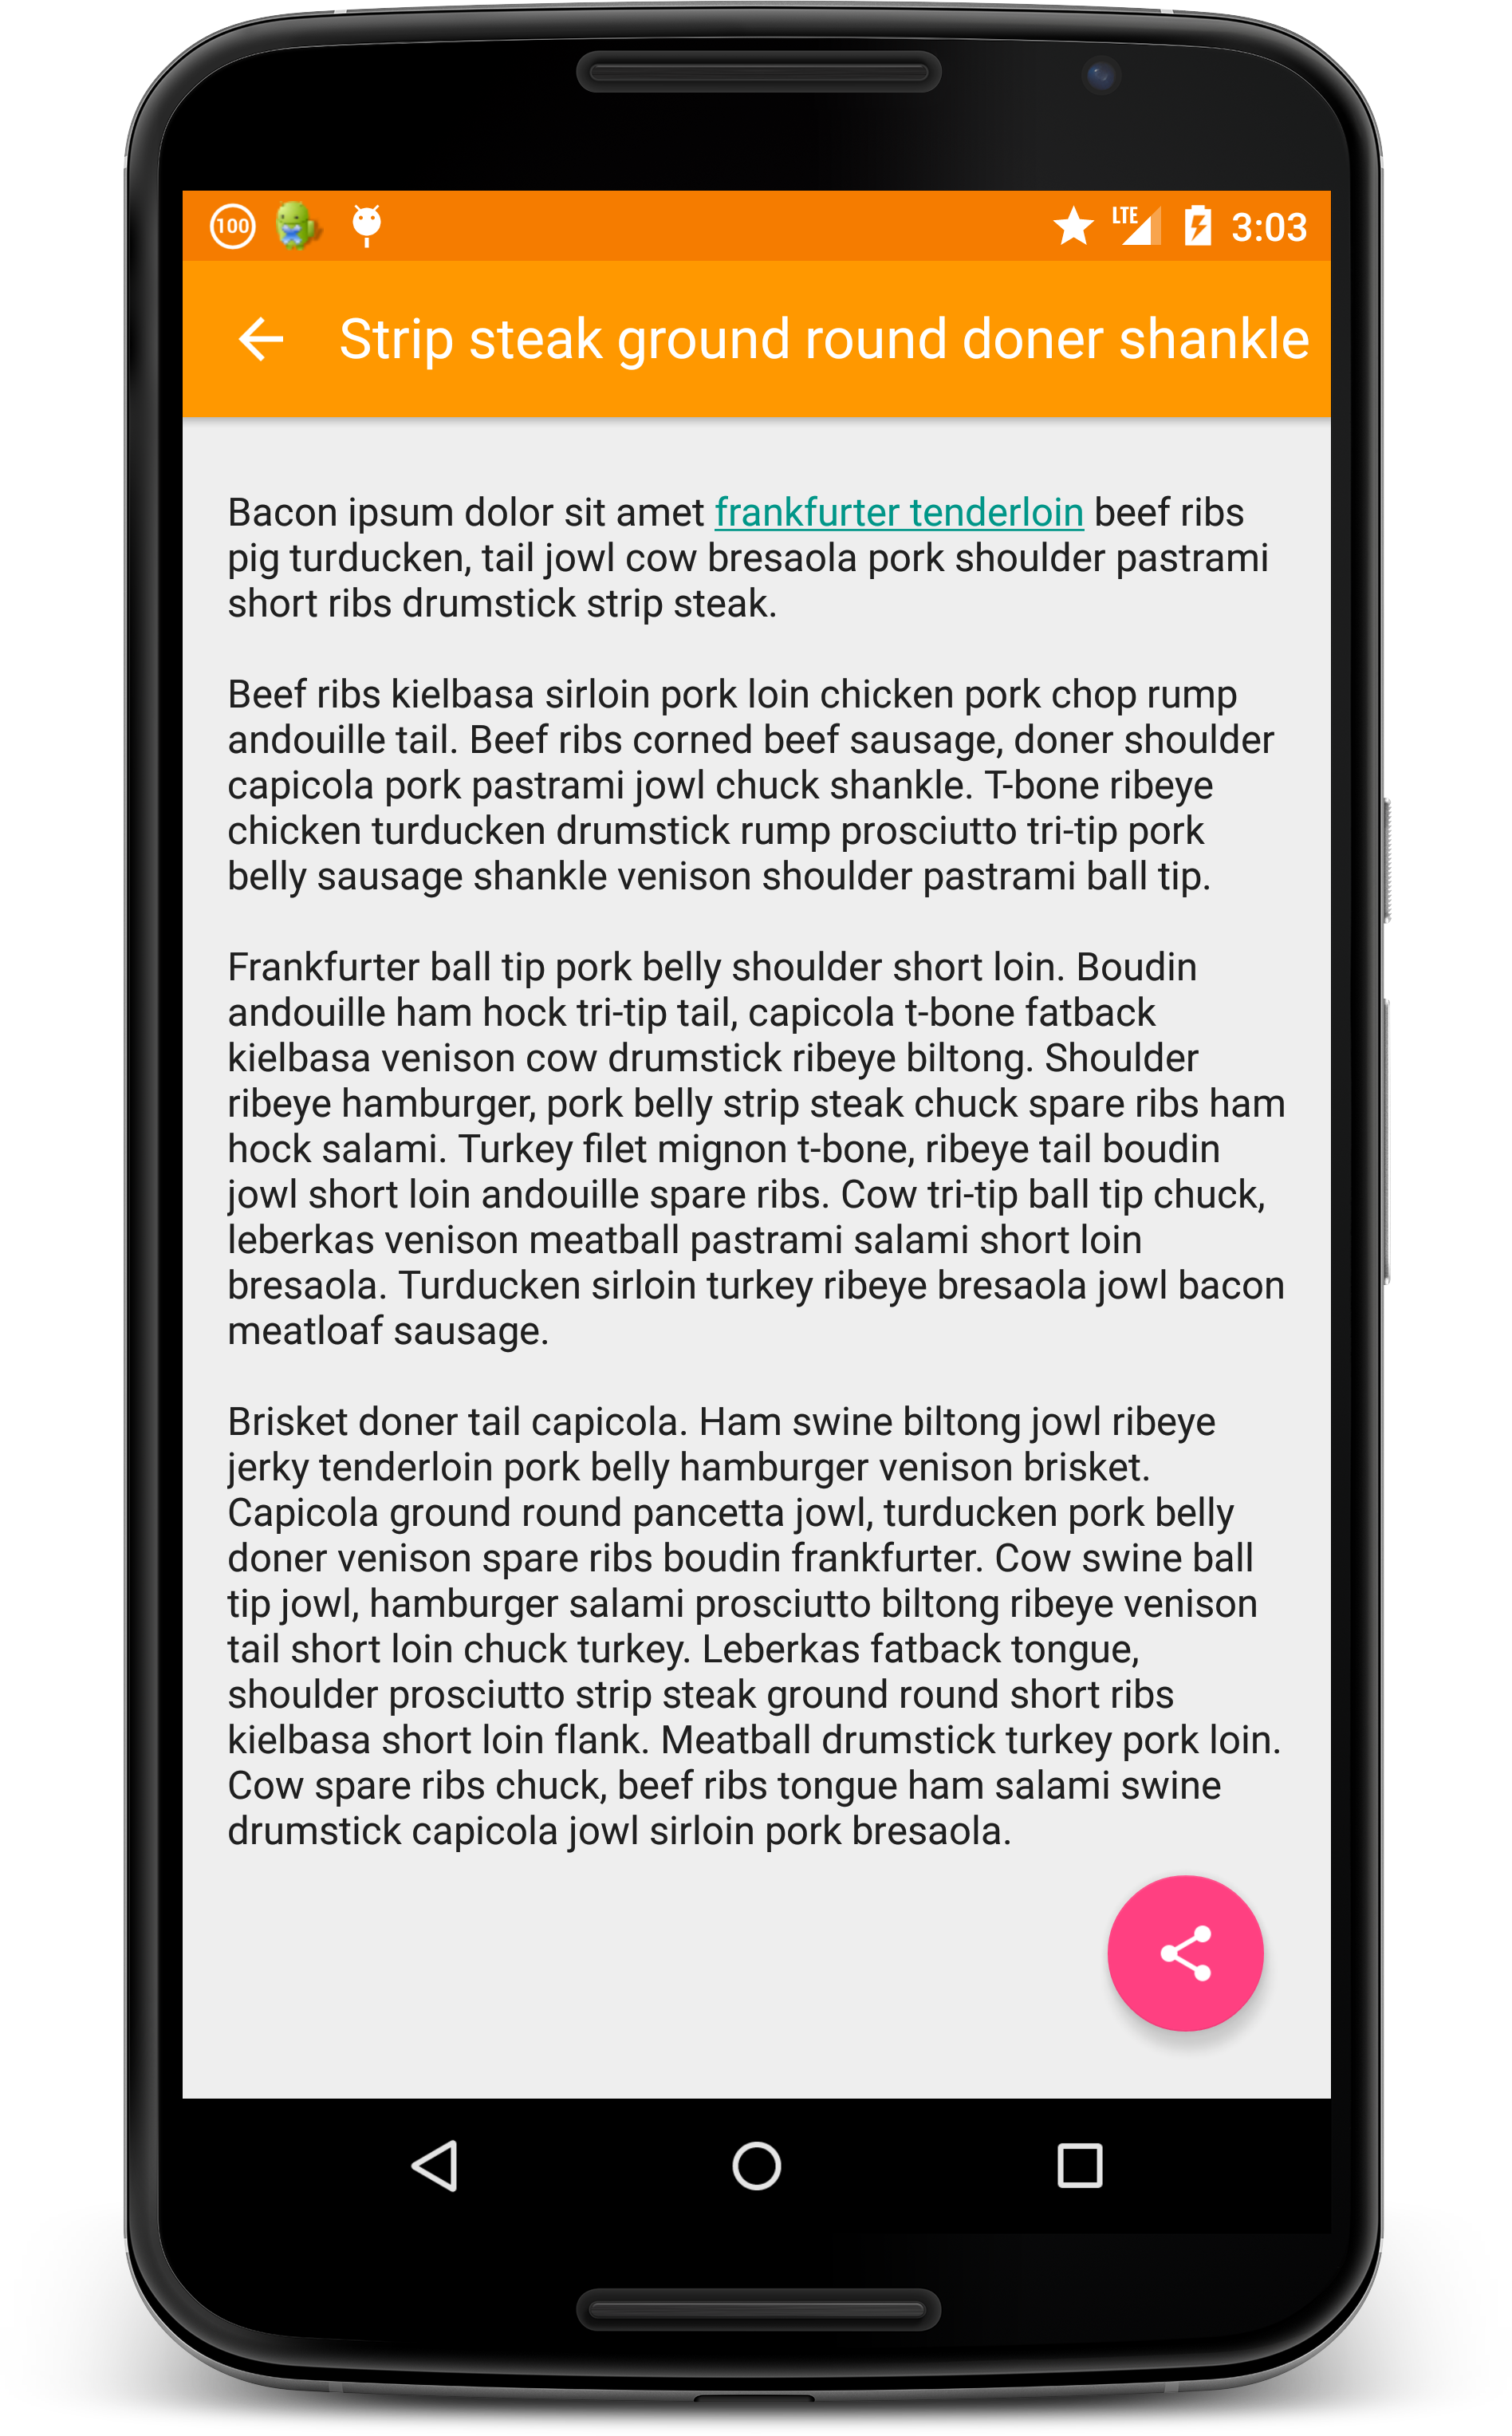 100
LTE
3:03
Strip steak ground round doner shankle
Bacon ipsum dolor sit amet frankfurter tenderloin beef ribs
pig turducken, tail jowl cow bresaola pork shoulder pastrami
short ribs drumstick strip steak.
Beef ribs kielbasa sirloin pork loin chicken pork chop rump
andouille tail. Beef ribs corned beef sausage, doner shoulder
capicola pork pastrami jowl chuck shankle. T-bone ribeye
chicken turducken drumstick rump prosciutto tri-tip pork
belly sausage shankle venison shoulder pastrami ball tip.
Frankfurter ball tip pork belly shoulder short loin. Boudin
andouille ham hock tri-tip tail, capicola t-bone fatback
kielbasa venison cow drumstick ribeye biltong. Shoulder
ribeye hamburger, pork belly strip steak chuck spare ribs ham
hock salami. Turkey filet mignon t-bone, ribeye tail boudin
jowl short loin andouille spare ribs. Cow tri-tip ball tip chuck,
leberkas venison meatball pastrami salami short loin
bresaola. Turducken sirloin turkey ribeye bresaola jowl bacon
meatloaf sausage.
Brisket doner tail capicola. Ham swine biltong jowl ribeye
jerky tenderloin pork belly hamburger venison brisket.
Capicola ground round pancetta jowl, turducken pork belly
doner venison spare ribs boudin frankfurter. Cow swine ball
tip jowl, hamburger salami prosciutto biltong ribeye venison
tail short loin chuck turkey. Leberkas fatback tongue,
shoulder prosciutto strip steak ground round short ribs
kielbasa short loin flank. Meatball drumstick turkey pork loin.
Cow spare ribs chuck, beef ribs tongue ham salami swine
drumstick capicola jowl sirloin pork bresaola.